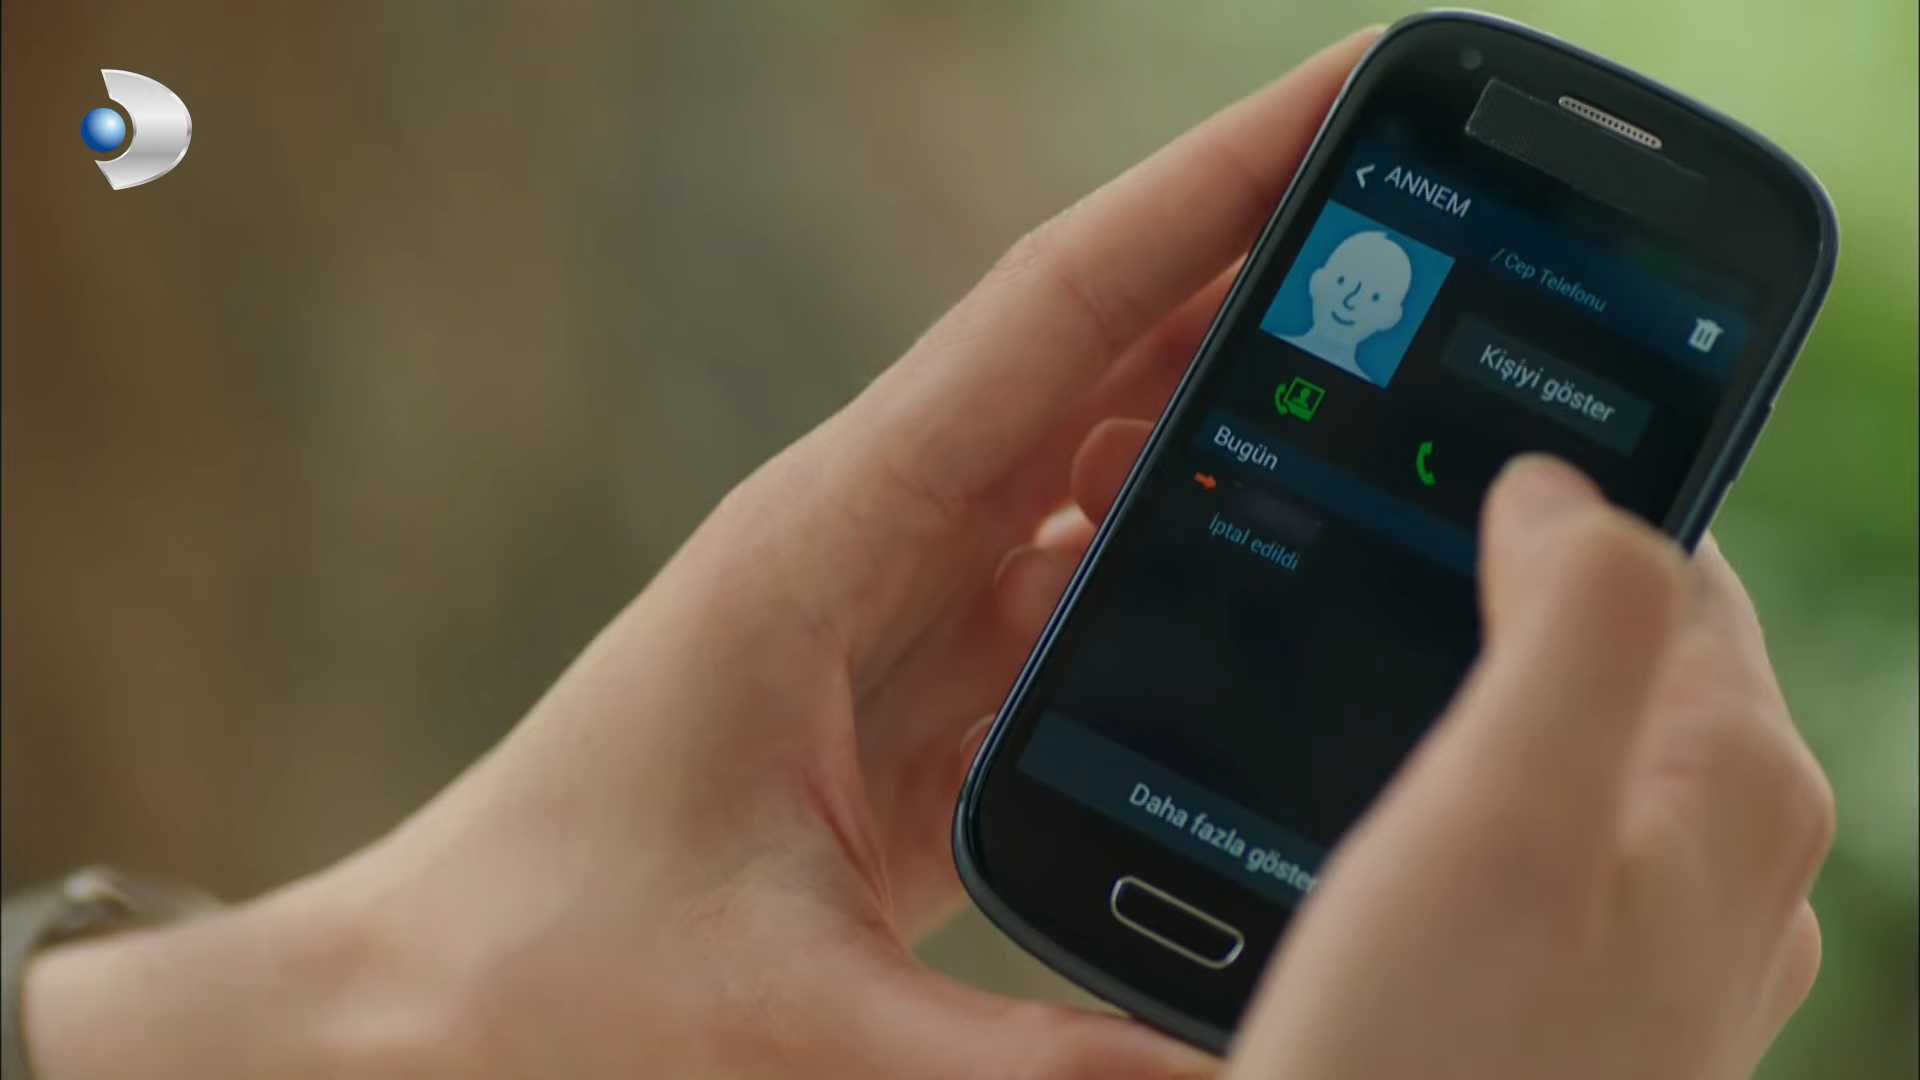 ANNEM
/ Cep Telefonu
Kişiyi göster
Bugün
İptal edildi
Daha fazla göster